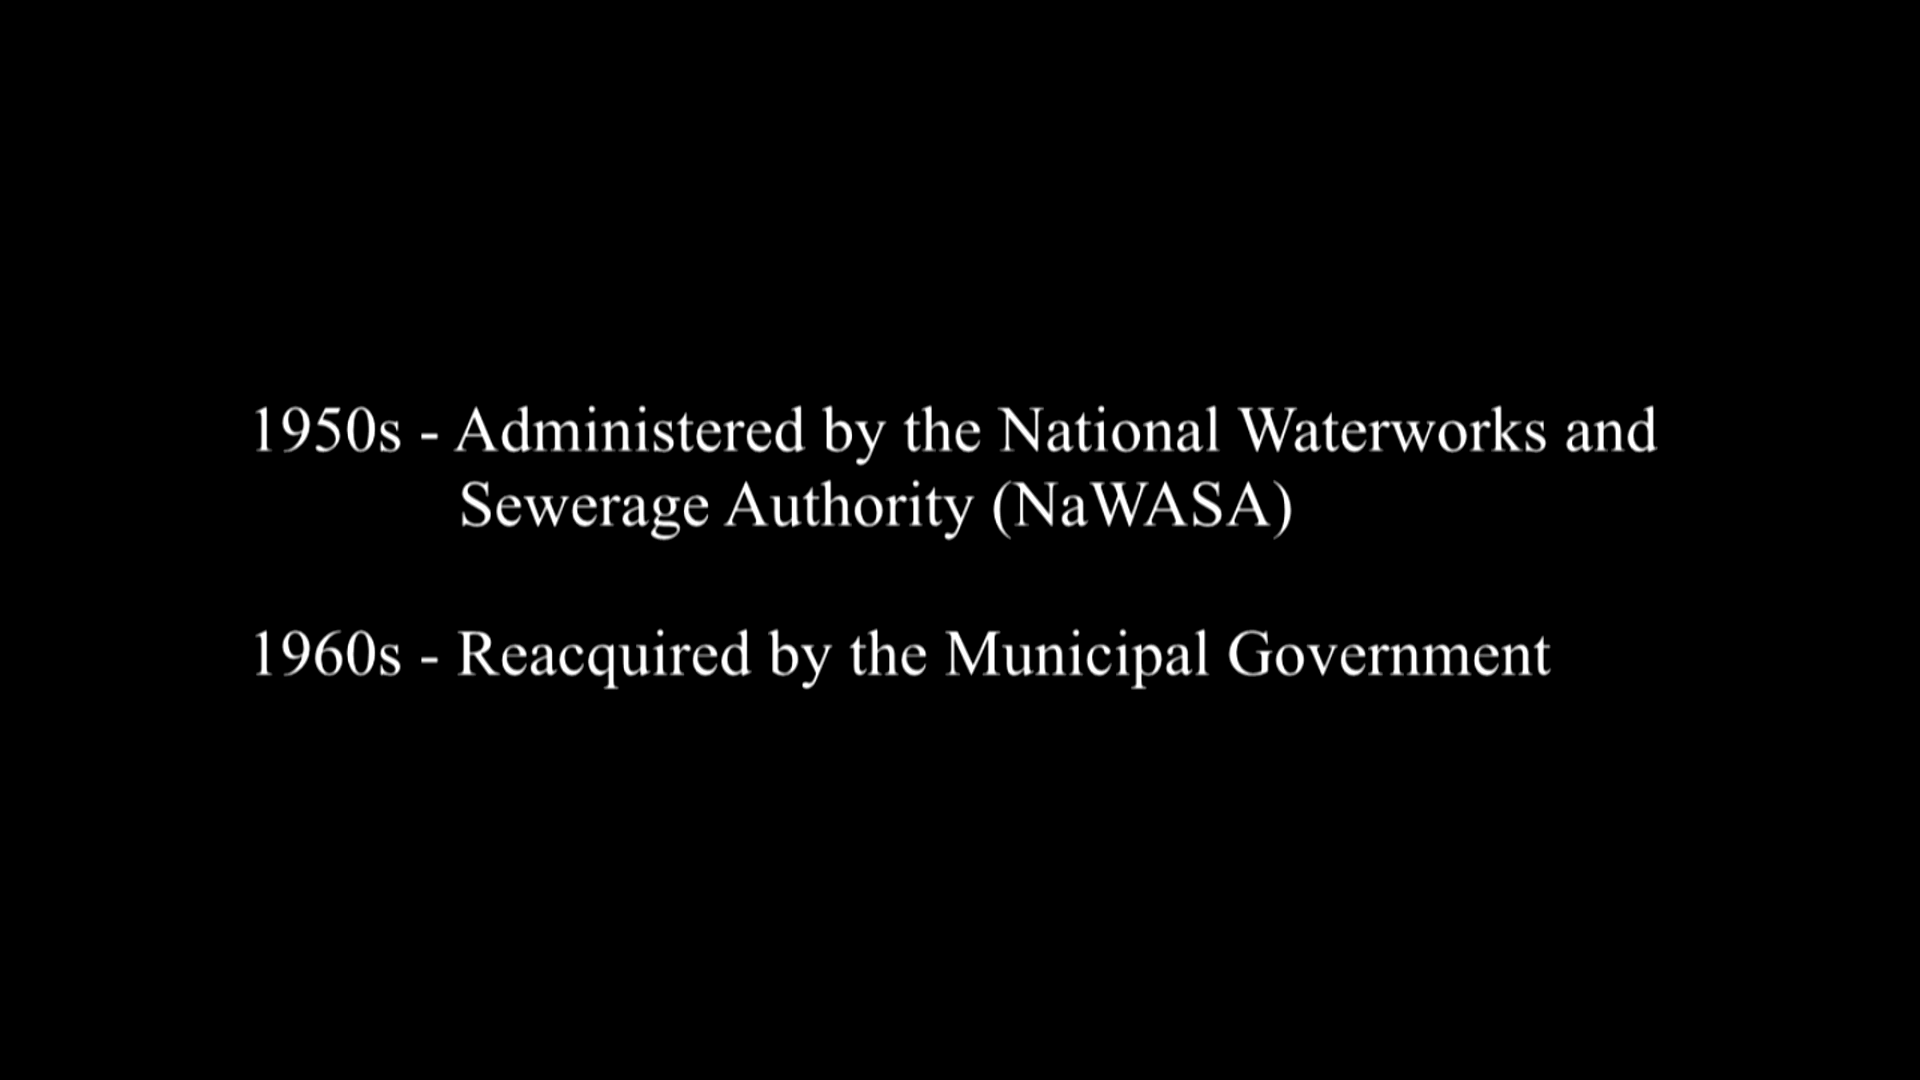 1950s - Administered by the National Waterworks and
Sewerage Authority (NaWASA)
1960s - Reacquired by the Municipal Government